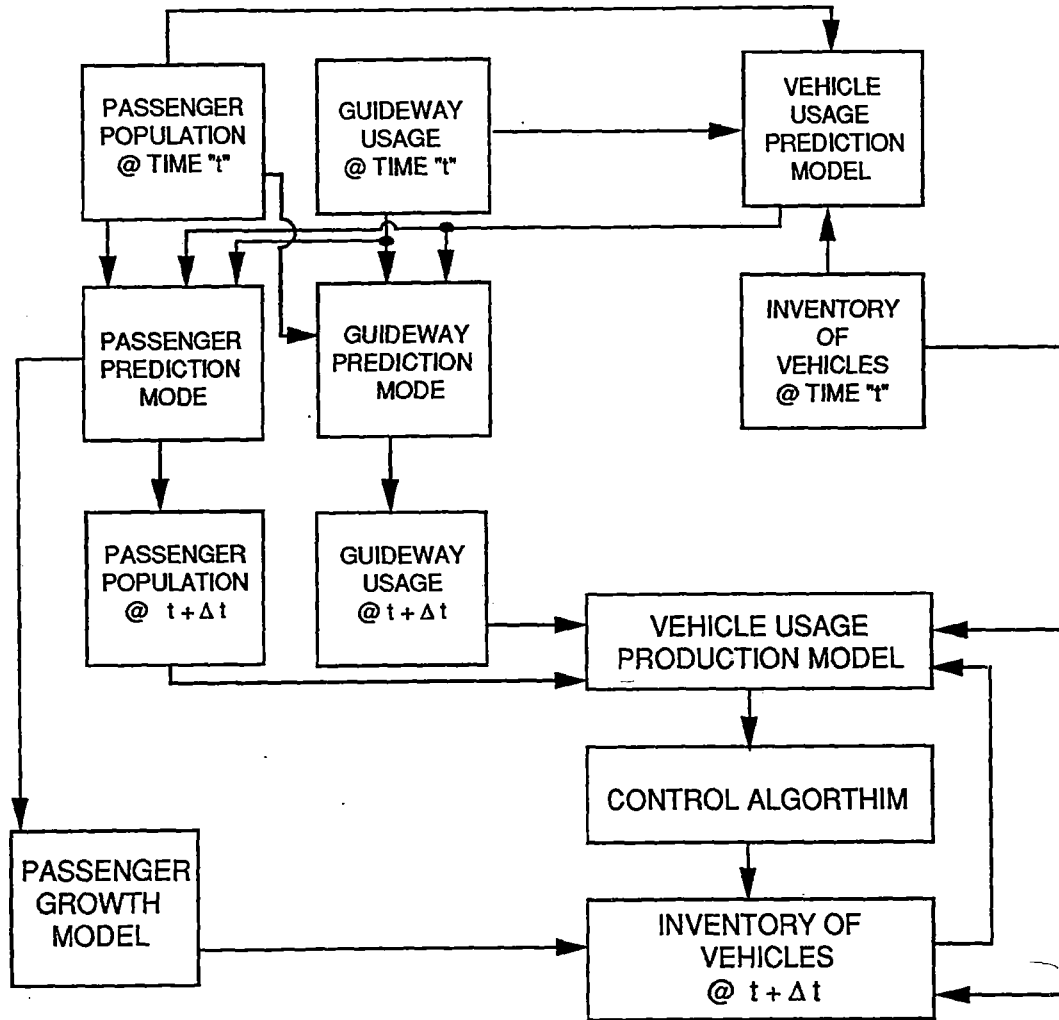 PASSENGER
POPULATION
@ TIME "t"
GUIDEWAY
USAGE
@ TIME "t"
VEHICLE
USAGE
PREDICTION
MODEL
PASSENGER
PREDICTION
MODE
GUIDEWAY
PREDICTION
MODE
INVENTORY
OF
VEHICLES
@ TIME "t"
PASSENGER
POPULATION
@ t + Δ t
GUIDEWAY
USAGE
@ t + Δ t
VEHICLE USAGE
PRODUCTION MODEL
CONTROL ALGORTHIM
PASSENGER
GROWTH
MODEL
INVENTORY OF
VEHICLES
@ t + Δ t